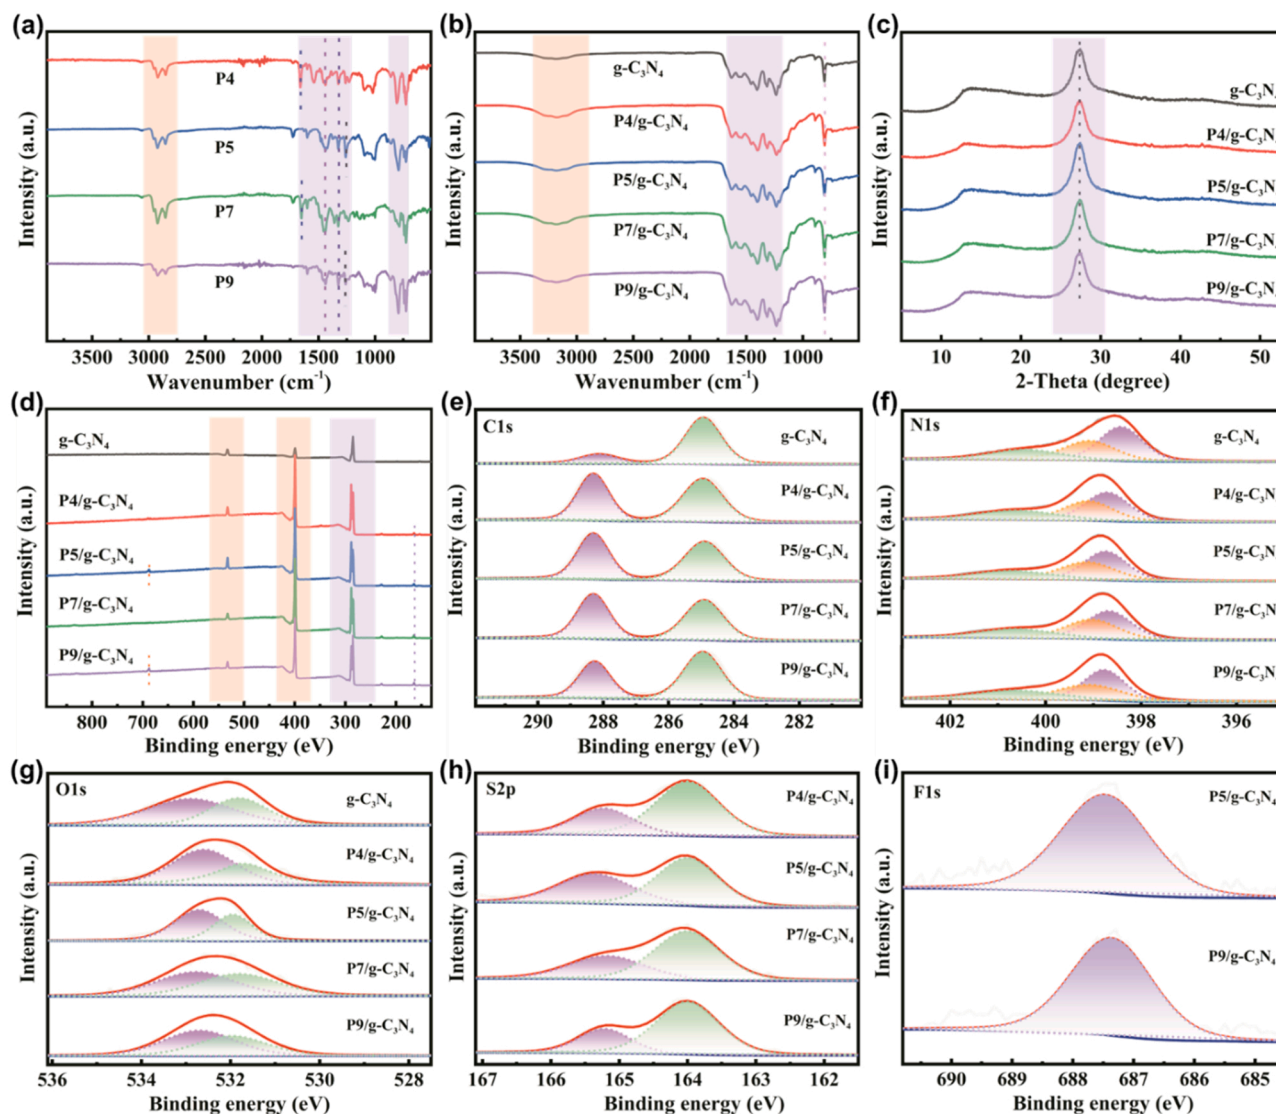 (a)
P4
P5
P7
P9
Intensity (a.u.)
3500 3000 2500 2000 1500 1000
Wavenumber (cm⁻¹)
(b)
g-C₃N₄
P4/g-C₃N₄
P5/g-C₃N₄
P7/g-C₃N₄
P9/g-C₃N₄
Intensity (a.u.)
3500 3000 2500 2000 1500 1000
Wavenumber (cm⁻¹)
(c)
g-C₃N₄
P4/g-C₃N₄
P5/g-C₃N₄
P7/g-C₃N₄
P9/g-C₃N₄
Intensity (a.u.)
10 20 30 40 50
2-Theta (degree)
(d)
g-C₃N₄
P4/g-C₃N₄
P5/g-C₃N₄
P7/g-C₃N₄
P9/g-C₃N₄
Intensity (a.u.)
800 700 600 500 400 300 200
Binding energy (eV)
(e)
C1s
g-C₃N₄
P4/g-C₃N₄
P5/g-C₃N₄
P7/g-C₃N₄
P9/g-C₃N₄
Intensity (a.u.)
290 288 286 284 282
Binding energy (eV)
(f)
N1s
g-C₃N₄
P4/g-C₃N
P5/g-C₃N
P7/g-C₃N
P9/g-C₃N
Intensity (a.u.)
402 400 398 396
Binding energy (eV)
(g)
O1s
g-C₃N₄
P4/g-C₃N₄
P5/g-C₃N₄
P7/g-C₃N₄
P9/g-C₃N₄
Intensity (a.u.)
536 534 532 530 528
Binding energy (eV)
(h)
S2p
P4/g-C₃N₄
P5/g-C₃N₄
P7/g-C₃N₄
P9/g-C₃N₄
Intensity (a.u.)
167 166 165 164 163 162
Binding energy (eV)
(i)
F1s
P5/g-C₃N₄
P9/g-C₃N₄
Intensity (a.u.)
690 689 688 687 686 685
Binding energy (eV)